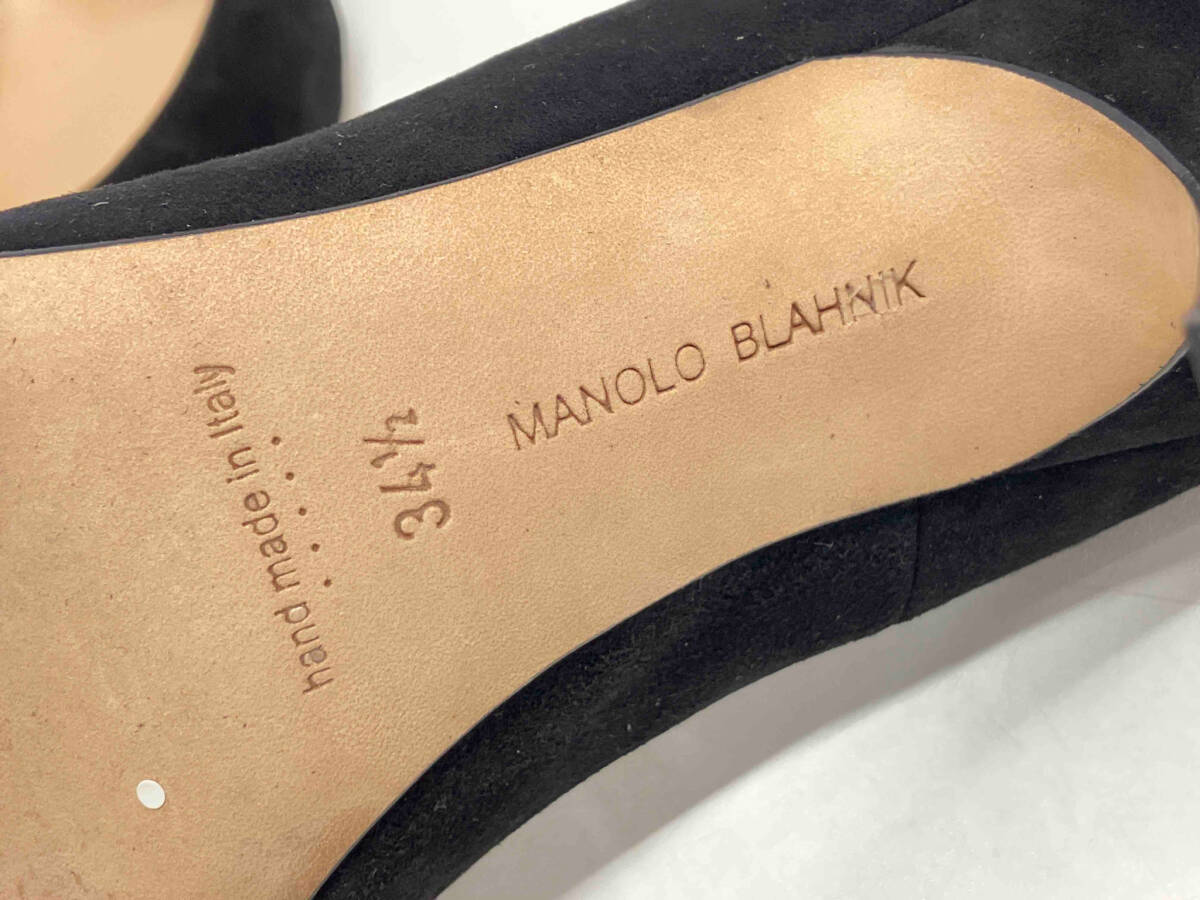 MANOLO BLAHNIK
34½
hand made in Italy